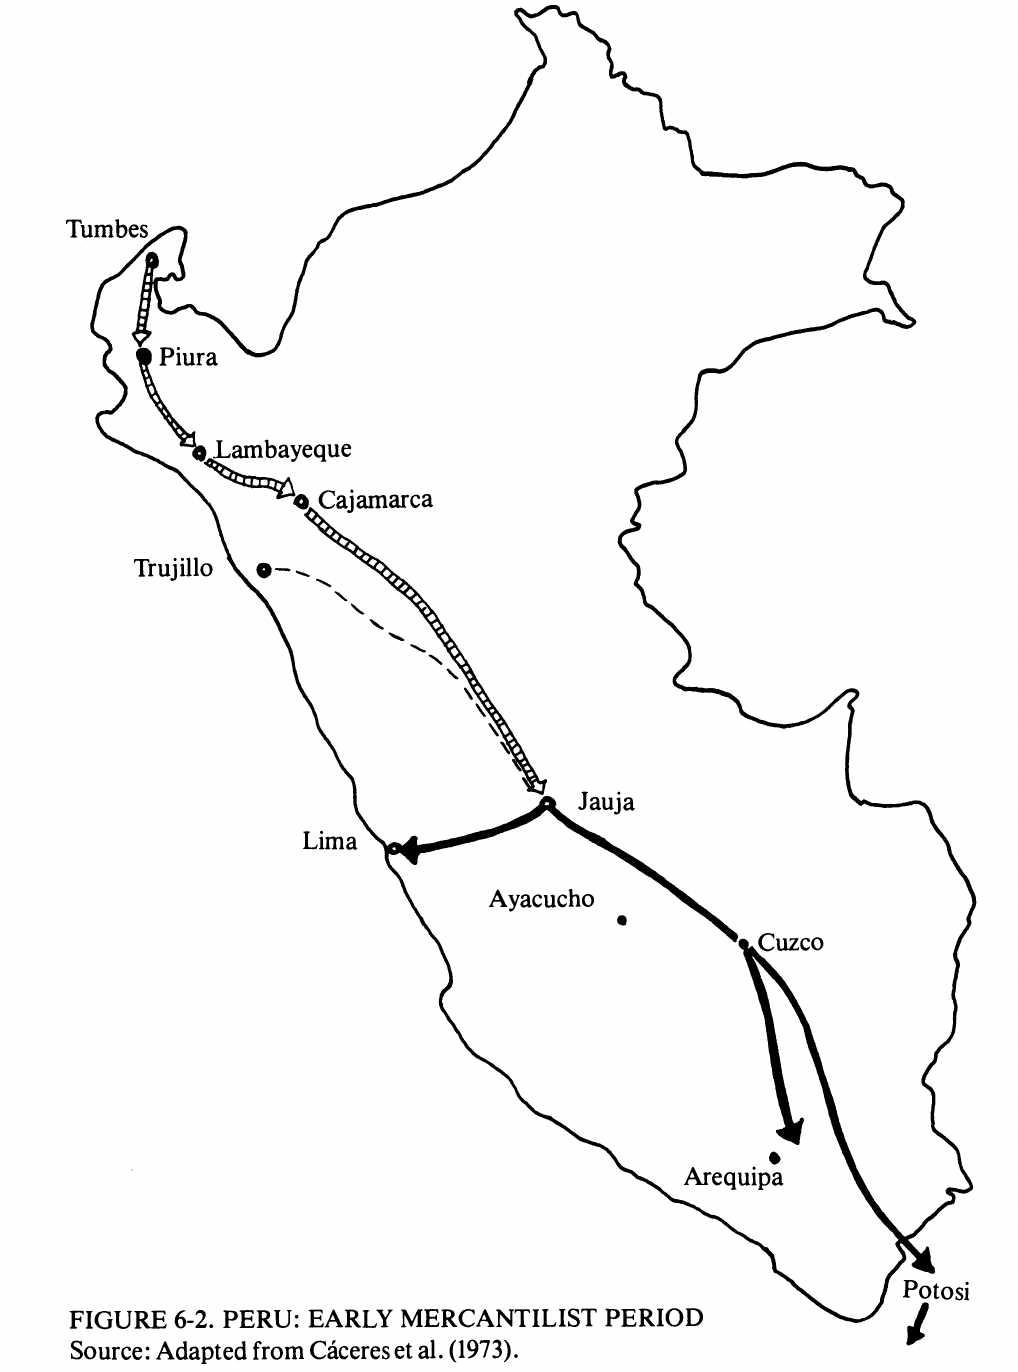 Tumbes
Piura
Lambayeque
Cajamarca
Trujillo
Jauja
Lima
Ayacucho
Cuzco
Arequipa
Potosi
FIGURE 6-2. PERU: EARLY MERCANTILIST PERIOD
Source: Adapted from Cáceres et al. (1973).